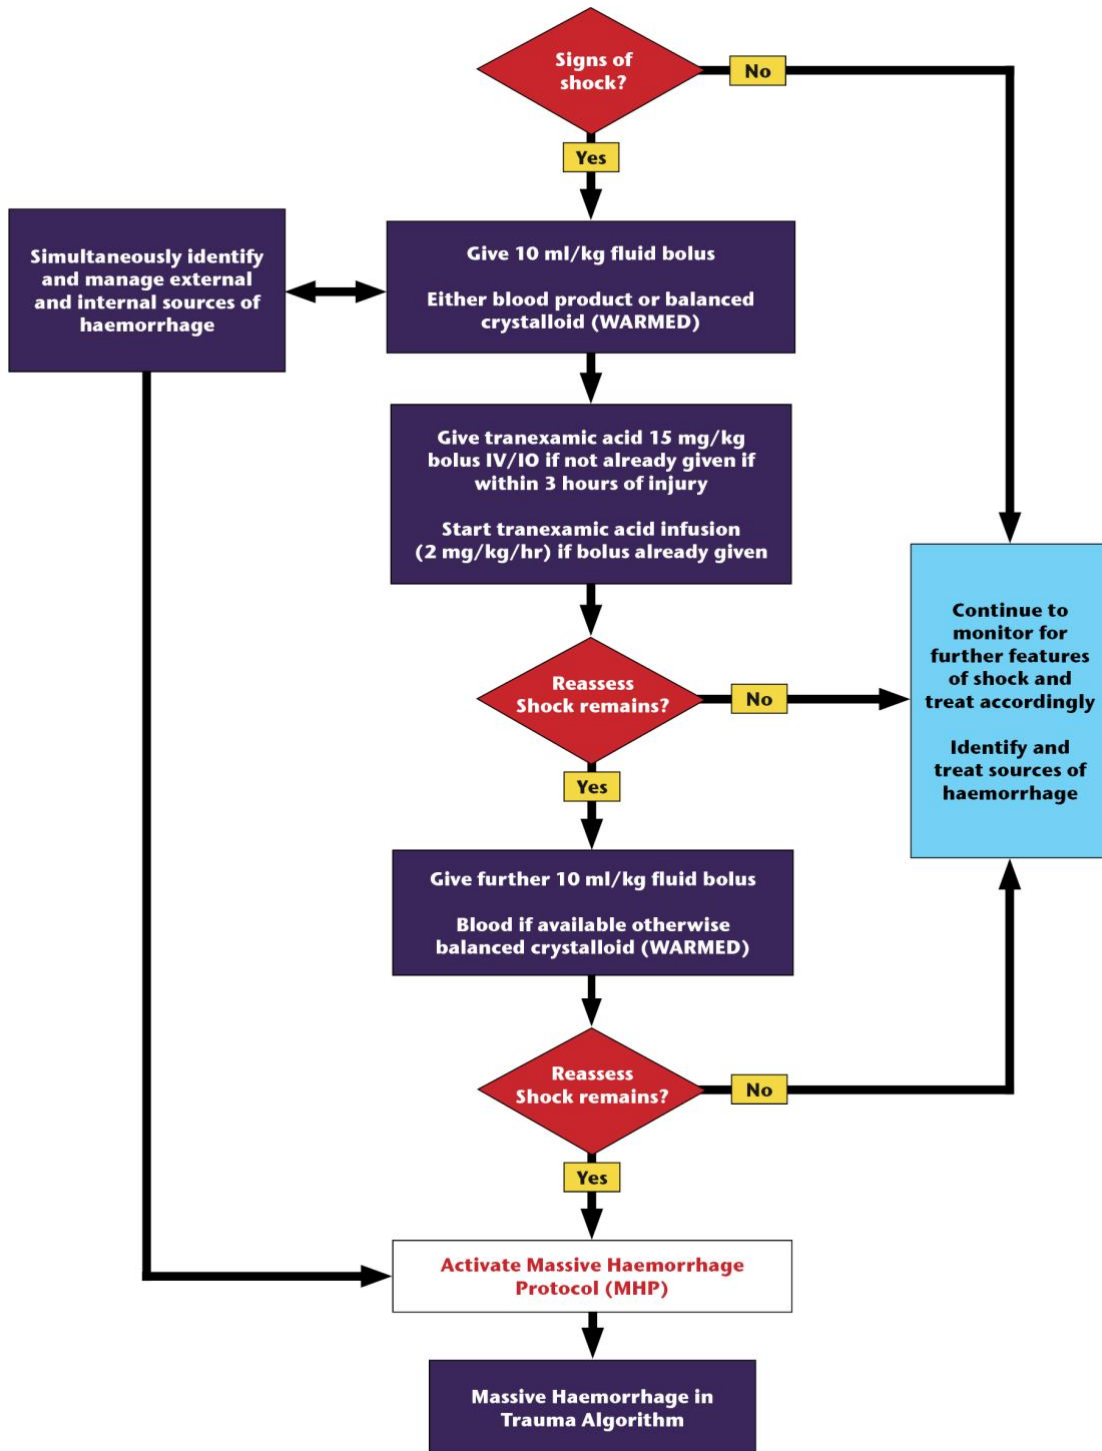 Signs of
shock?
No
Yes
Simultaneously identify
and manage external
and internal sources of
haemorrhage
Give 10 ml/kg fluid bolus
Either blood product or balanced
crystalloid (WARMED)
Give tranexamic acid 15 mg/kg
bolus IV/IO if not already given if
within 3 hours of injury
Start tranexamic acid infusion
(2 mg/kg/hr) if bolus already given
Continue to
monitor for
further features
of shock and
treat accordingly
Identify and
treat sources of
haemorrhage
Reassess
Shock remains?
No
Yes
Give further 10 ml/kg fluid bolus
Blood if available otherwise
balanced crystalloid (WARMED)
Reassess
Shock remains?
No
Yes
Activate Massive Haemorrhage
Protocol (MHP)
Massive Haemorrhage in
Trauma Algorithm